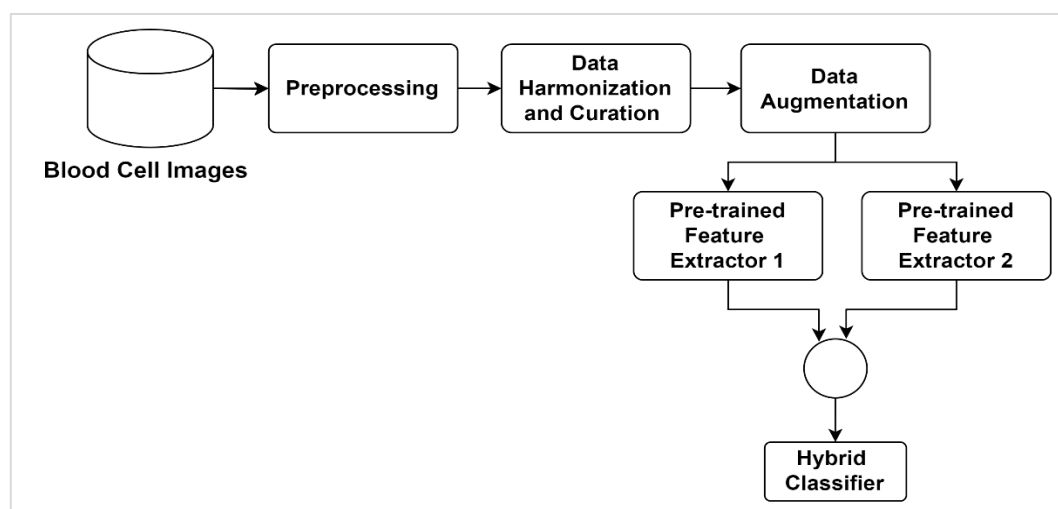 Blood Cell Images
Preprocessing
Data
Harmonization
and Curation
Data
Augmentation
Pre-trained
Feature
Extractor 1
Pre-trained
Feature
Extractor 2
Hybrid
Classifier